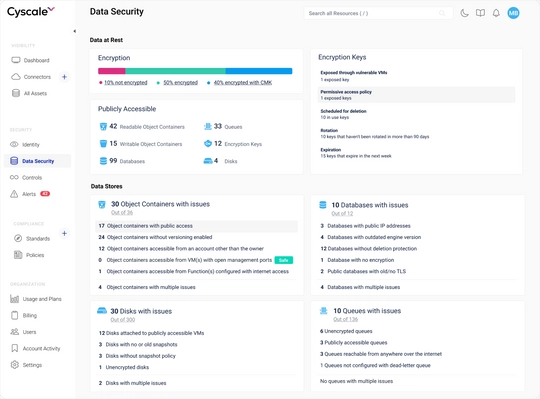 Cyscale
Data Security
Search all Resources ( / )
MB
VISIBILITY
Dashboard
Connectors
All Assets
SECURITY
Identity
Data Security
Controls
Alerts
42
COMPLIANCE
Standards
Policies
ORGANIZATION
Usage and Plans
Billing
Users
Account Activity
Settings
Data at Rest
Encryption
10% not encrypted
50% encrypted
40% encrypted with CMK
Publicly Accessible
42 Readable Object Containers
33 Queues
15 Writable Object Containers
12 Encryption Keys
99 Databases
4 Disks
Encryption Keys
Exposed through vulnerable VMs
1 exposed key
Permissive access policy
1 exposed keys
Scheduled for deletion
10 in use keys
Rotation
10 keys that haven't been rotated in more than 90 days
Expiration
15 keys that expire in the next week
Data Stores
30 Object Containers with issues
Out of 36
17 Object containers with public access
24 Object containers without versioning enabled
12 Object containers accessible from an account other than the owner
0 Object containers accessible from VM(s) with open management ports
Safe
1 Object containers accessible from Function(s) configured with internet access
4 Object containers with multiple issues
10 Databases with issues
Out of 12
3 Databases with public IP addresses
4 Databases with outdated engine version
12 Databases without deletion protection
1 Database with no encryption
2 Public databases with old/no TLS
4 Databases with multiple issues
30 Disks with issues
Out of 300
12 Disks attached to publicly accessible VMs
3 Disks with no or old snapshots
3 Disks without snapshot policy
1 Unencrypted disks
2 Disks with multiple issues
10 Queues with issues
Out of 136
6 Unencrypted queues
3 Publicly accessible queues
3 Queues reachable from anywhere over the internet
1 Queues not configured with dead-letter queue
No queues with multiple issues